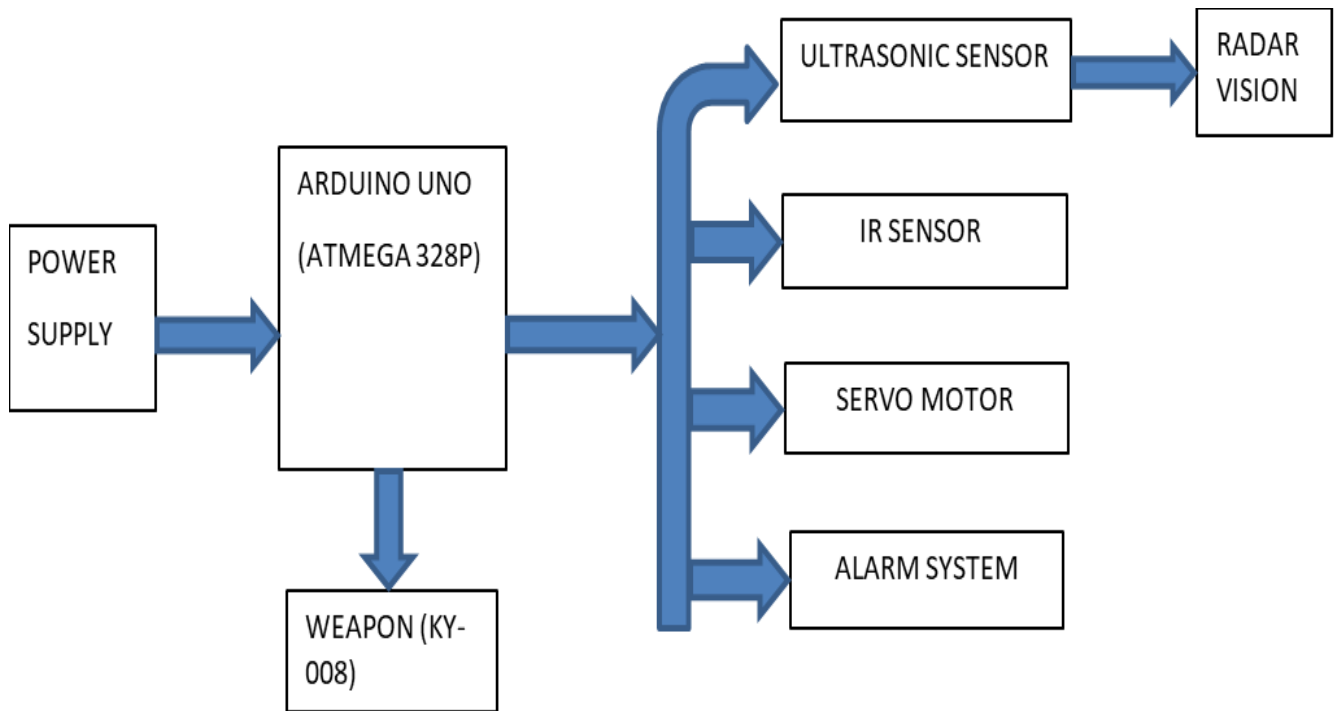 POWER
SUPPLY
ARDUINO UNO
(ATMEGA 328P)
WEAPON (KY-
008)
ULTRASONIC SENSOR
RADAR
VISION
IR SENSOR
SERVO MOTOR
ALARM SYSTEM